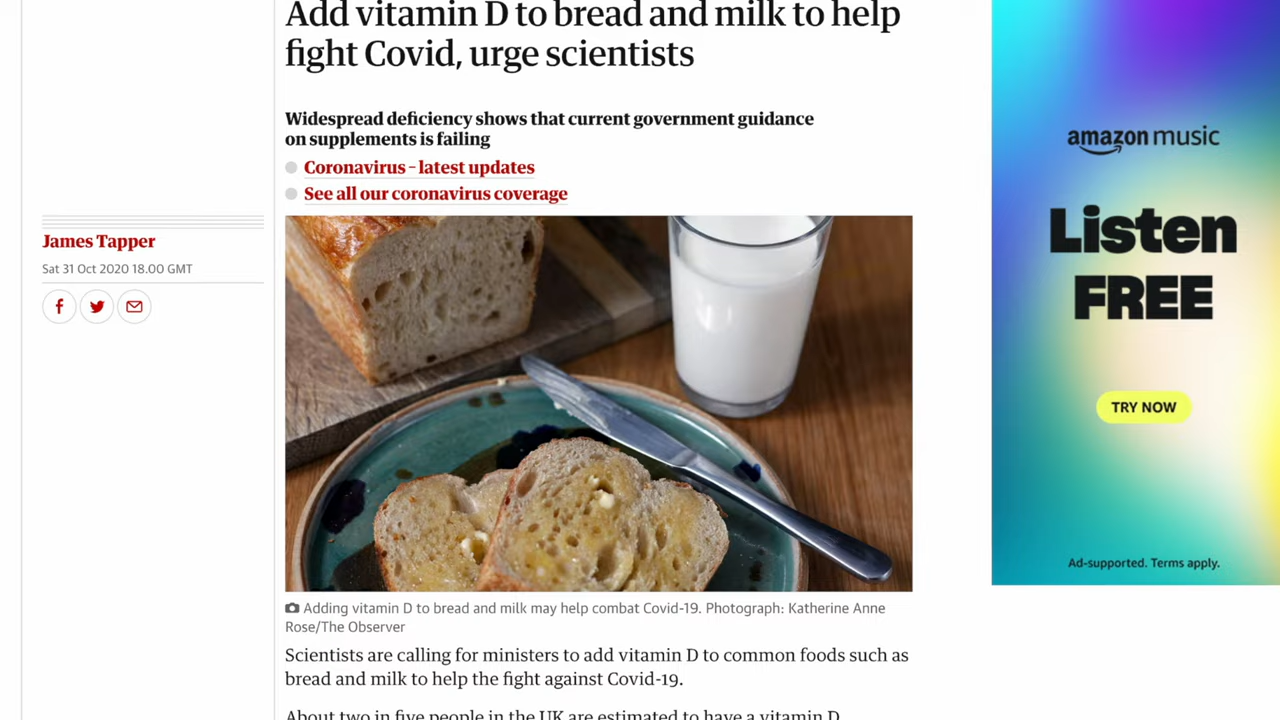 Add vitamin D to bread and milk to help
fight Covid, urge scientists
Widespread deficiency shows that current government guidance
on supplements is failing
Coronavirus – latest updates
See all our coronavirus coverage
James Tapper
Sat 31 Oct 2020 18.00 GMT
Adding vitamin D to bread and milk may help combat Covid-19. Photograph: Katherine Anne
Rose/The Observer
Scientists are calling for ministers to add vitamin D to common foods such as
bread and milk to help the fight against Covid-19.
About two in five people in the UK are estimated to have a vitamin D
amazon music
Listen
FREE
TRY NOW
Ad-supported. Terms apply.